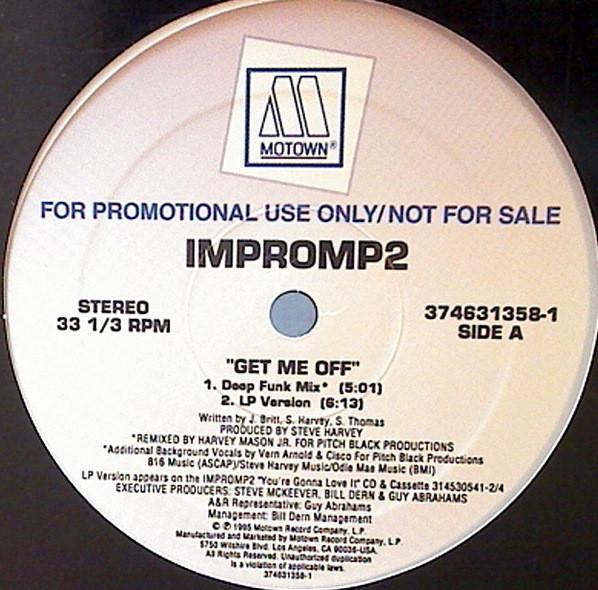 MOTOWN®
FOR PROMOTIONAL USE ONLY/NOT FOR SALE
IMPROMP2
STEREO
33 1/3 RPM
374631358-1
SIDE A
"GET ME OFF"
1. Deep Funk Mix* (5:01)
2. LP Version (6:13)
Written by J. Britt, S. Harvey, S. Thomas
PRODUCED BY STEVE HARVEY
*REMIXED BY HARVEY MASON JR. FOR PITCH BLACK PRODUCTIONS
*Additional Background Vocals by Vern Arnold & Cisco For Pitch Black Productions
816 Music (ASCAP)/Steve Harvey Music/Odie Mae Music (BMI)
LP Version appears on the IMPROMP2 "You're Gonna Love It" CD & Cassette 314530541-2/4
EXECUTIVE PRODUCERS: STEVE MCKEEVER, BILL DERN & GUY ABRAHAMS
A&R Representative: Guy Abrahams
Management: Bill Dern Management
© ℗ 1995 Motown Record Company, L.P.
Manufactured and Marketed by Motown Record Company, L.P.
5750 Wilshire Blvd. Los Angeles, CA 90036-USA.
All Rights Reserved. Unauthorized duplication
is a violation of applicable laws.
374631358-1